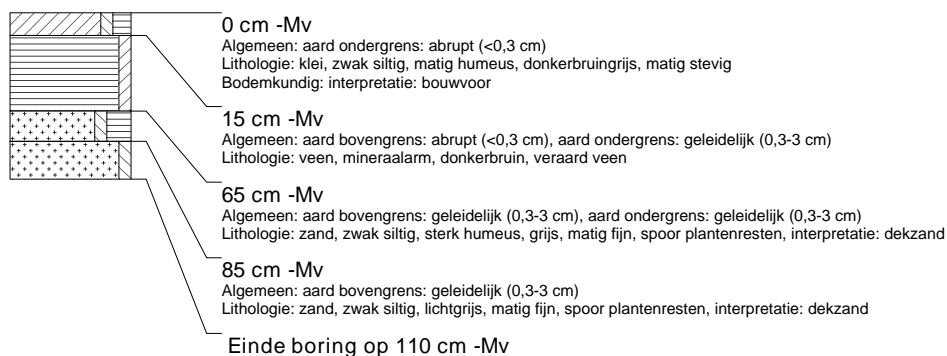 0 cm -Mv
Algemeen: aard ondergrens: abrupt (<0,3 cm)
Lithologie: klei, zwak siltig, matig humeus, donkerbruingrijs, matig stevig
Bodemkundig: interpretatie: bouwvoor
15 cm -Mv
Algemeen: aard bovengrens: abrupt (<0,3 cm), aard ondergrens: geleidelijk (0,3-3 cm)
Lithologie: veen, mineraalarm, donkerbruin, veraard veen
65 cm -Mv
Algemeen: aard bovengrens: geleidelijk (0,3-3 cm), aard ondergrens: geleidelijk (0,3-3 cm)
Lithologie: zand, zwak siltig, sterk humeus, grijs, matig fijn, spoor plantenresten, interpretatie: dekzand
85 cm -Mv
Algemeen: aard bovengrens: geleidelijk (0,3-3 cm)
Lithologie: zand, zwak siltig, lichtgrijs, matig fijn, spoor plantenresten, interpretatie: dekzand
Einde boring op 110 cm -Mv